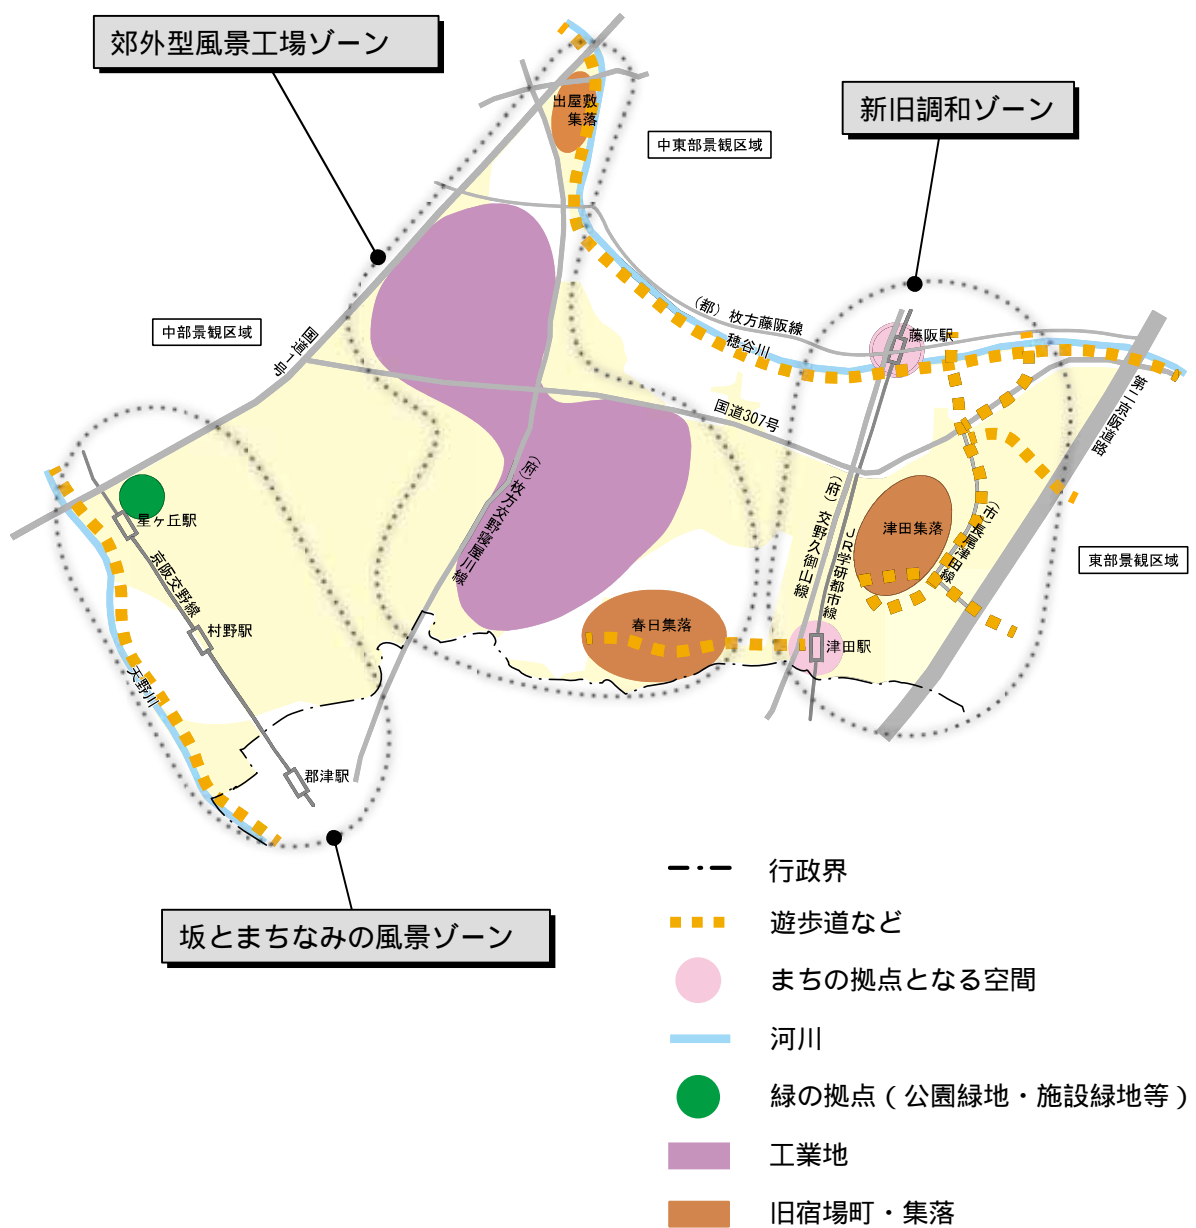 郊外型風景工場ゾーン
新旧調和ゾーン
出屋敷
集落
中東部景観区域
中部景観区域
国道1号
(都)枚方藤阪線
穂谷川
藤阪駅
第二京阪道路
国道307号
(府)枚方交野寝屋川線
(府)交野久御山線
JR学研都市線
津田集落
(市)長尾津田線
東部景観区域
星ヶ丘駅
京阪交野線
村野駅
天野川
春日集落
津田駅
郡津駅
坂とまちなみの風景ゾーン
行政界
遊歩道など
まちの拠点となる空間
河川
緑の拠点(公園緑地・施設緑地等)
工業地
旧宿場町・集落